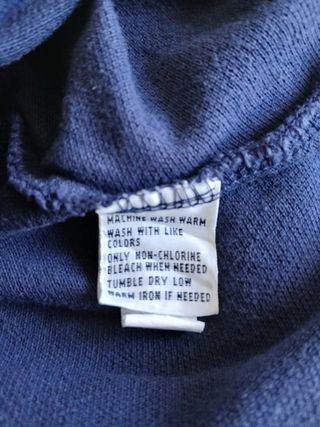 MACHINE WASH WARM
WASH WITH LIKE
COLORS
ONLY NON-CHLORINE
BLEACH WHEN NEEDED
TUMBLE DRY LOW
WARM IRON IF NEEDED